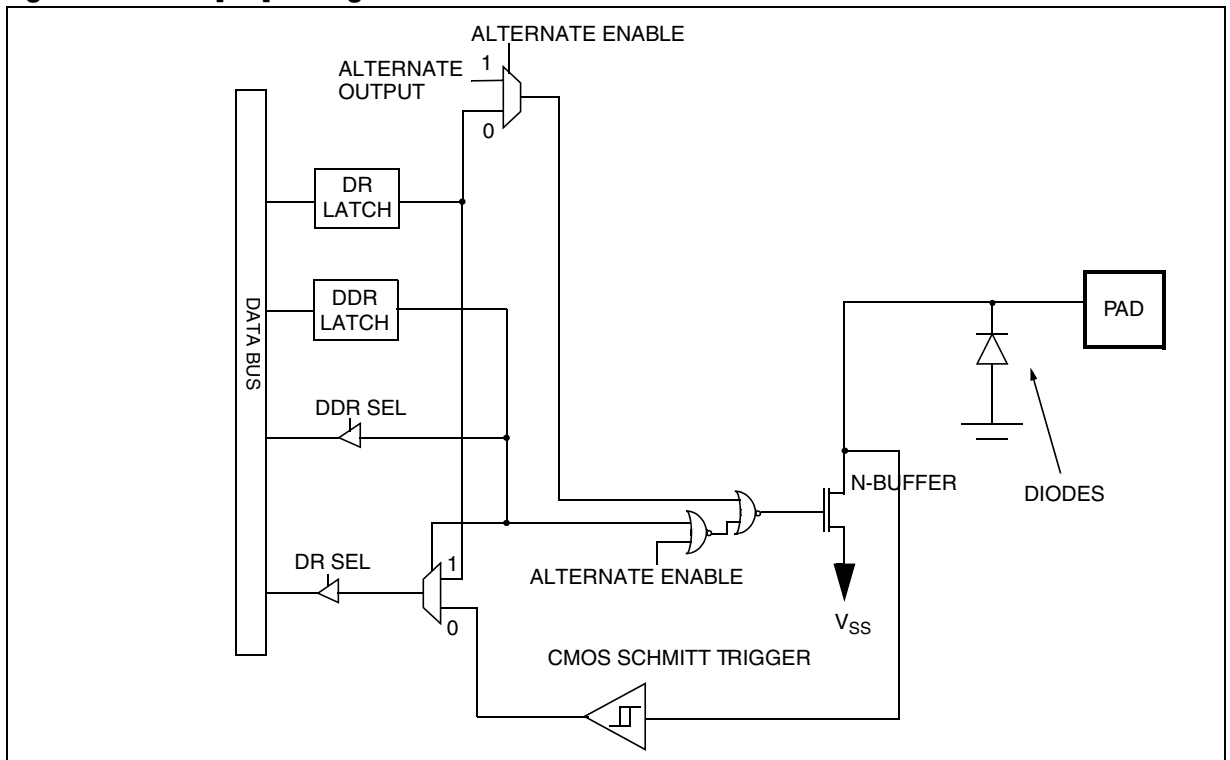 ALTERNATE ENABLE
ALTERNATE
OUTPUT
1
0
DR
LATCH
DDR
LATCH
DATA BUS
PAD
DDR SEL
N-BUFFER
DIODES
DR SEL
1
0
ALTERNATE ENABLE
VSS
CMOS SCHMITT TRIGGER